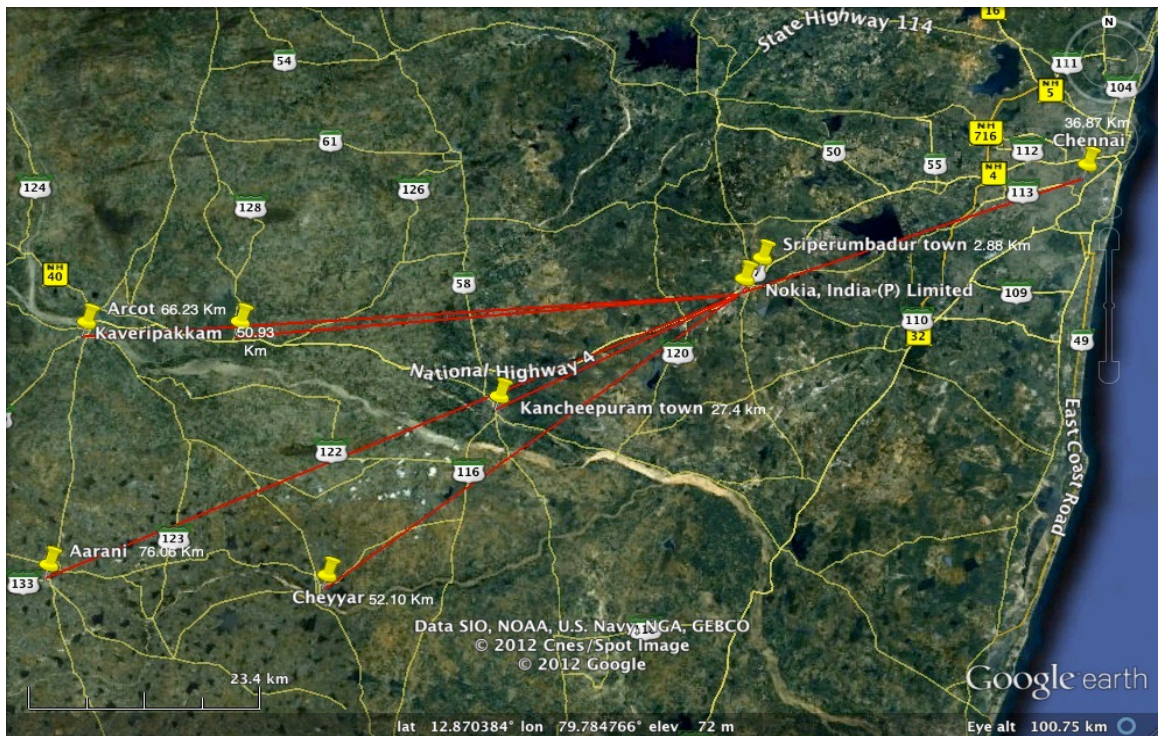 16
State Highway 114
N
54
111
NH
5
104
36.87 Km
Chennai
61
NH
716
50
112
55
NH
4
124
126
113
128
Sriperumbadur town 2.88 Km
NH
40
58
Nokia, India (P) Limited
109
Arcot 66.23 Km
Kaveripakkam 50.93
Km
110
32
49
120
National Highway 4
Kancheepuram town 27.4 km
East Coast Road
122
116
123
Aarani 76.06 Km
133
Cheyyar 52.10 Km
Data SIO, NOAA, U.S. Navy, NGA, GEBCO
© 2012 Cnes/Spot Image
© 2012 Google
23.4 km
Google earth
lat 12.870384° lon 79.784766° elev 72 m
Eye alt 100.75 km